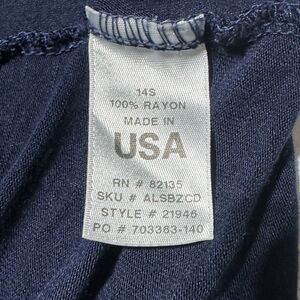 14S
100% RAYON
MADE IN
USA
RN # 82135
SKU # ALSBZCD
STYLE # 21946
PO # 703363-140